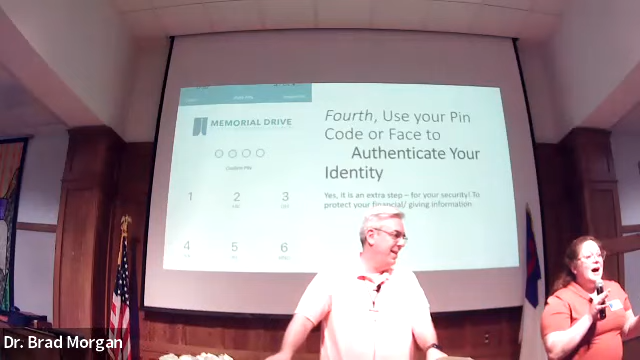 MEMORIAL DRIVE
Confirm PIN
1 2 3
4 5 6
Fourth, Use your Pin
Code or Face to
Authenticate Your
Identity
Yes, it is an extra step – for your security! To
protect your financial/ giving information
Dr. Brad Morgan